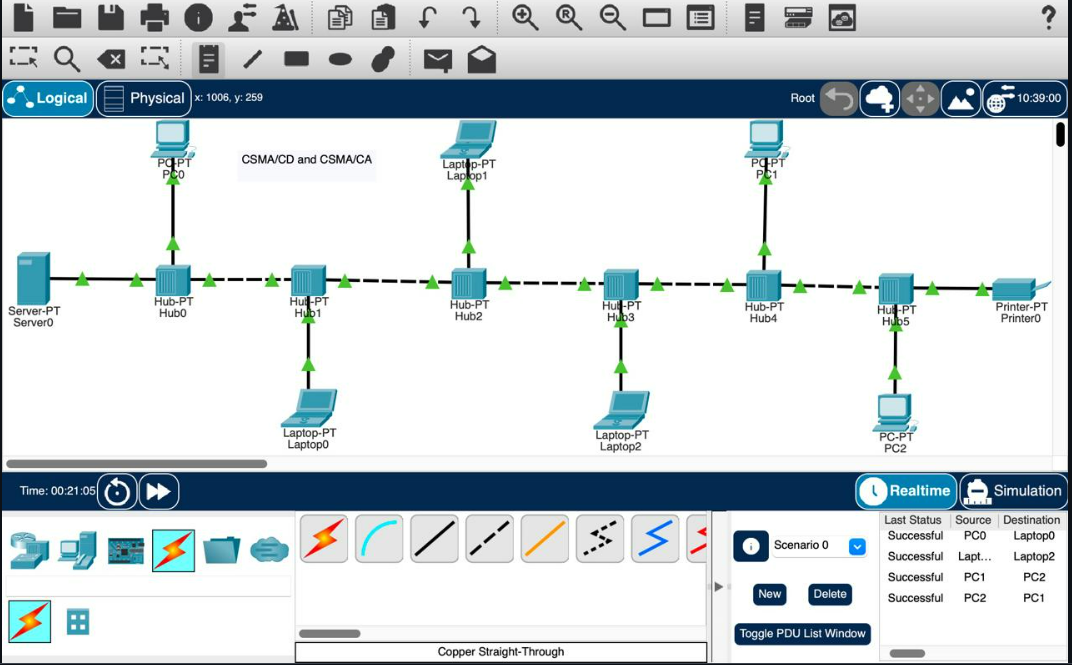 Logical
Physical
x: 1006, y: 259
Root
10:39:00
CSMA/CD and CSMA/CA
PC-PT
PC0
Laptop-PT
Laptop1
PC-PT
PC1
Server-PT
Server0
Hub-PT
Hub0
Hub-PT
Hub1
Hub-PT
Hub2
Hub-PT
Hub3
Hub-PT
Hub4
Hub-PT
Hub5
Printer-PT
Printer0
Laptop-PT
Laptop0
Laptop-PT
Laptop2
PC-PT
PC2
Time: 00:21:05
Realtime
Simulation
Scenario 0
New
Delete
Toggle PDU List Window
Last Status Source Destination
Successful PC0 Laptop0
Successful Lapt... Laptop2
Successful PC1 PC2
Successful PC2 PC1
Copper Straight-Through